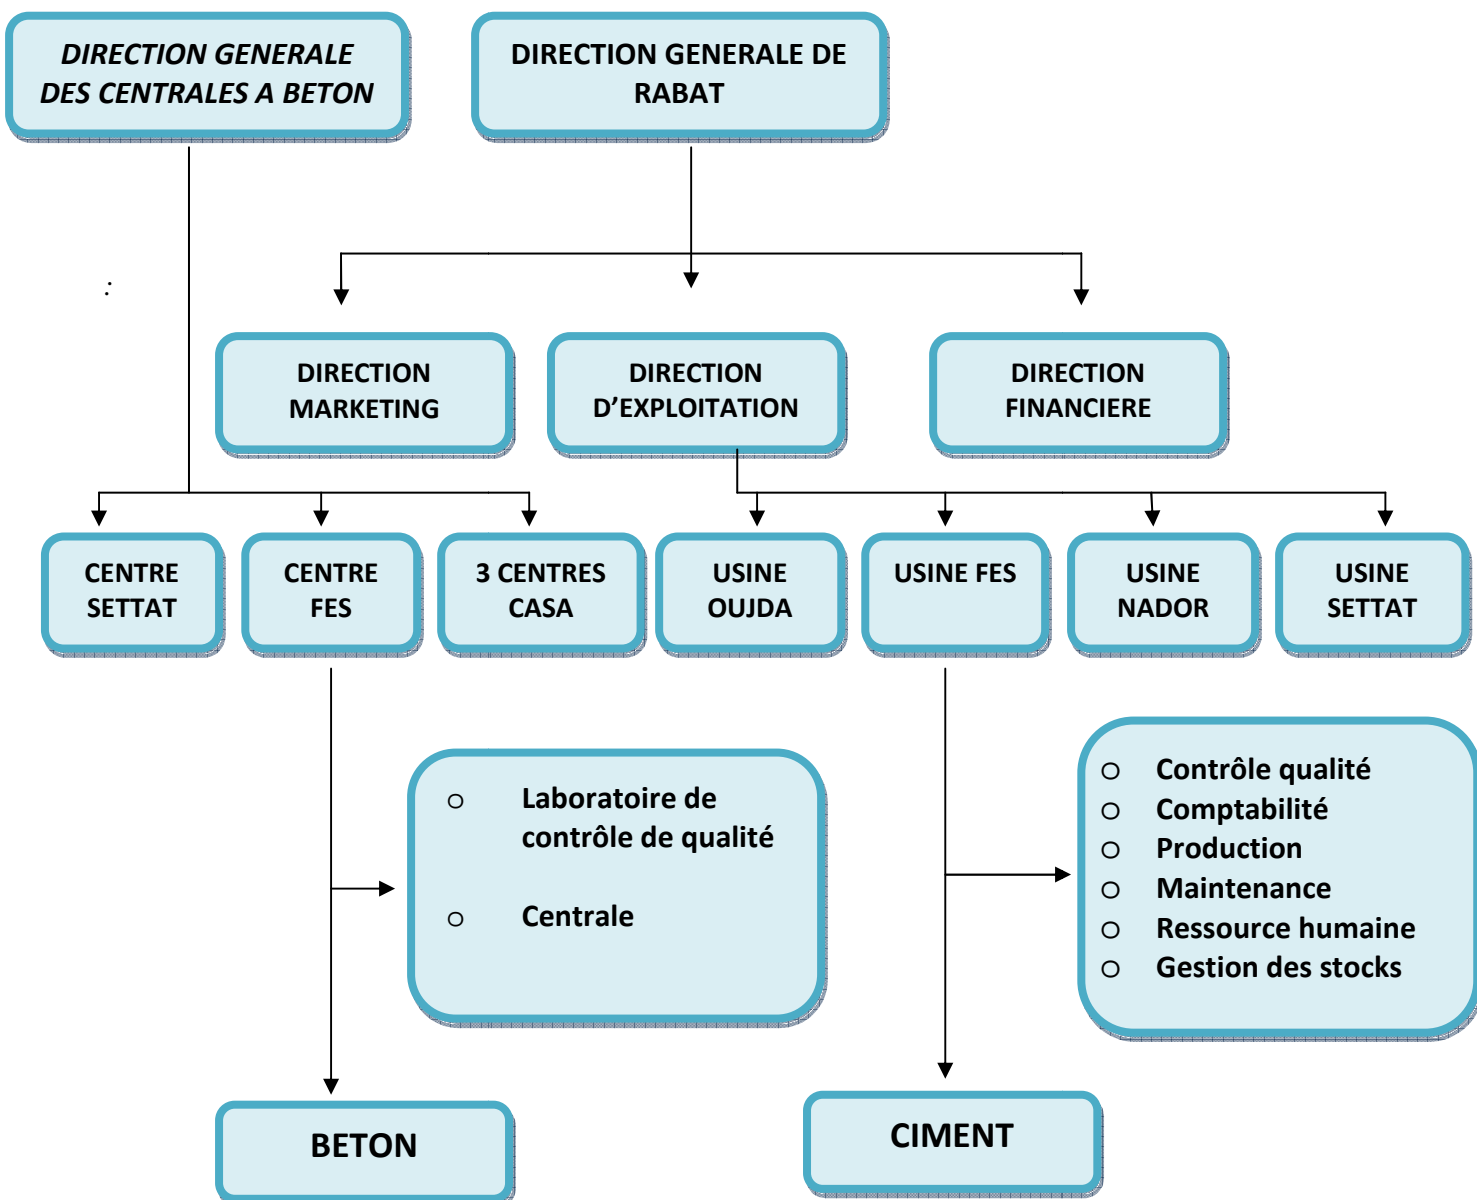 DIRECTION GENERALE
DES CENTRALES A BETON
DIRECTION GENERALE DE
RABAT
:
DIRECTION
MARKETING
DIRECTION
D’EXPLOITATION
DIRECTION
FINANCIERE
CENTRE
SETTAT
CENTRE
FES
3 CENTRES
CASA
USINE
OUJDA
USINE FES
USINE
NADOR
USINE
SETTAT
o Laboratoire de
contrôle de qualité
o Centrale
o Contrôle qualité
o Comptabilité
o Production
o Maintenance
o Ressource humaine
o Gestion des stocks
BETON
CIMENT